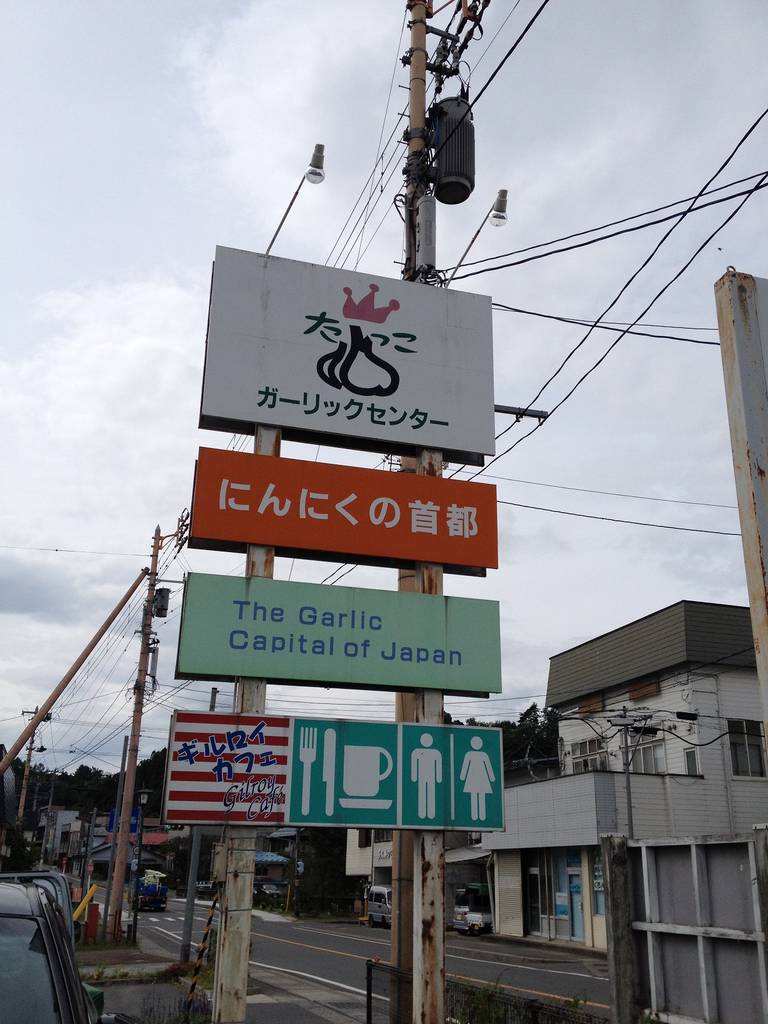 たっこ
ガーリックセンター
にんにくの首都
The Garlic
Capital of Japan
ギルロイ
カフェ
Gilroy
Café